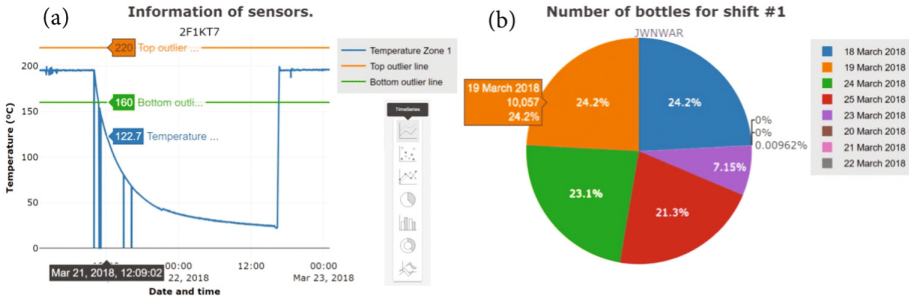 (a)
Information of sensors.
2F1KT7
220 Top outlier ...
160 Bottom outli...
122.7 Temperature ...
Temperature (ºC)
200
150
100
50
0
00:00
12:00
00:00
22, 2018
Mar 23, 2018
Mar 21, 2018, 12:09:02
Date and time
Temperature Zone 1
Top outlier line
Bottom outlier line
TimeSeries
(b)
Number of bottles for shift #1
JWNWAR
19 March 2018
10,057
24.2%
24.2%
24.2%
0%
0%
0.00962%
7.15%
23.1%
21.3%
18 March 2018
19 March 2018
24 March 2018
25 March 2018
23 March 2018
20 March 2018
21 March 2018
22 March 2018